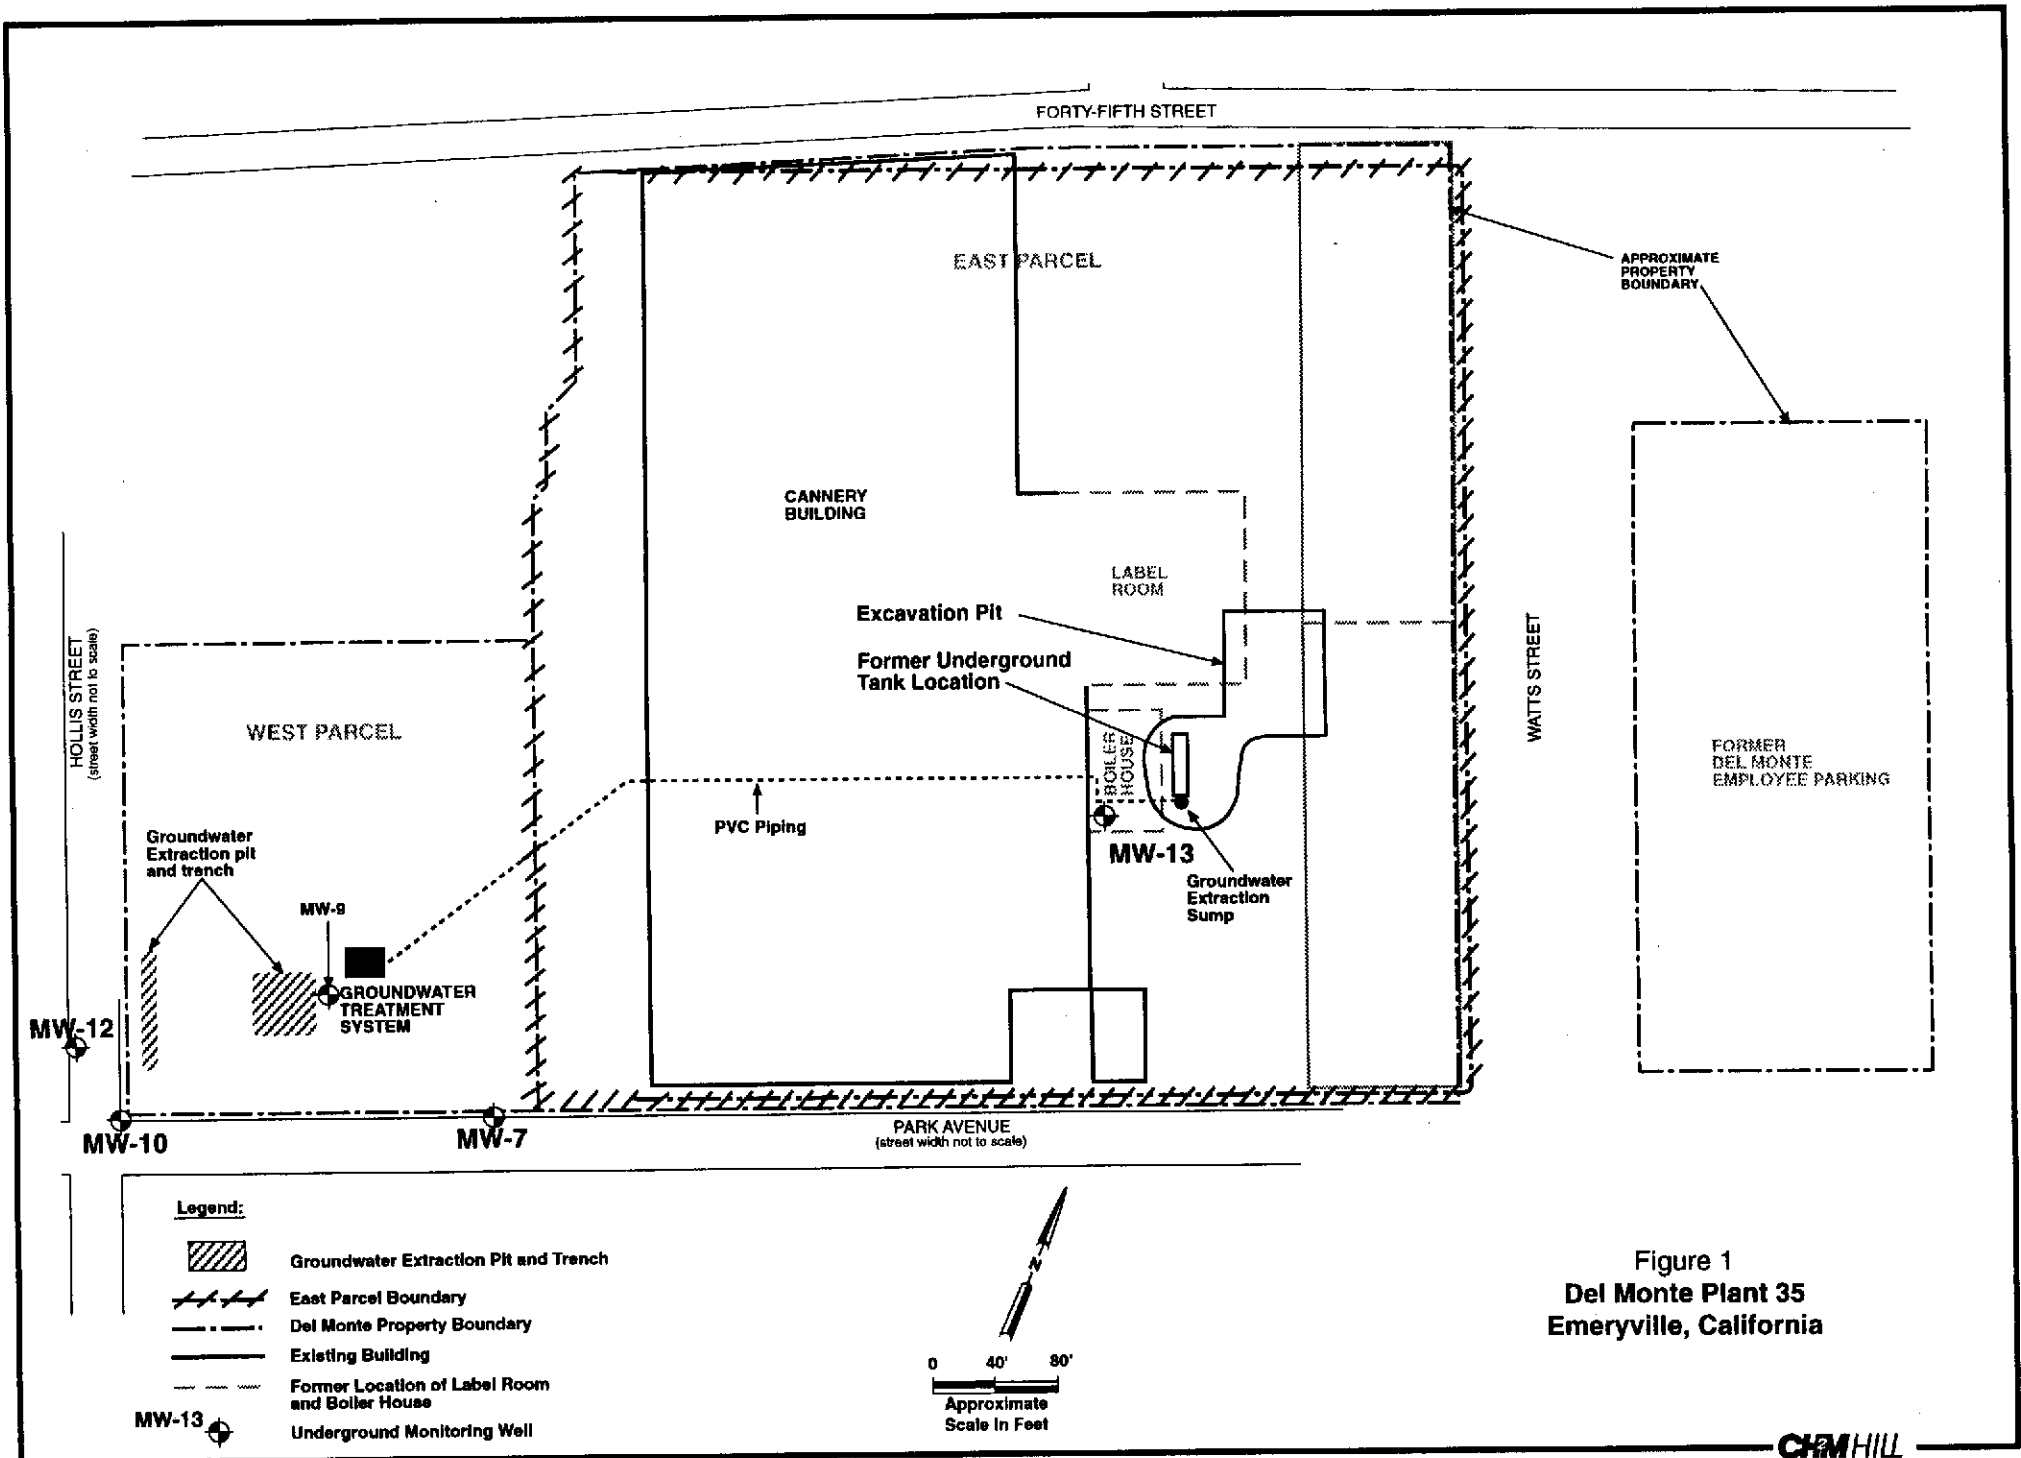 FORTY-FIFTH STREET
EAST PARCEL
APPROXIMATE
PROPERTY
BOUNDARY
CANNERY
BUILDING
LABEL
ROOM
Excavation Pit
Former Underground
Tank Location
HOLLIS STREET
(street width not to scale)
WEST PARCEL
BOILER
HOUSE
WATTS STREET
FORMER
DEL MONTE
EMPLOYEE PARKING
PVC Piping
Groundwater
Extraction pit
and trench
MW-13
Groundwater
Extraction
Sump
MW-9
GROUNDWATER
TREATMENT
SYSTEM
MW-12
MW-10
MW-7
PARK AVENUE
(street width not to scale)
Legend:
Groundwater Extraction Pit and Trench
East Parcel Boundary
Del Monte Property Boundary
Existing Building
Former Location of Label Room
and Boiler House
MW-13
Underground Monitoring Well
N
0 40' 80'
Approximate
Scale In Feet
Figure 1
Del Monte Plant 35
Emeryville, California
CH2M HILL